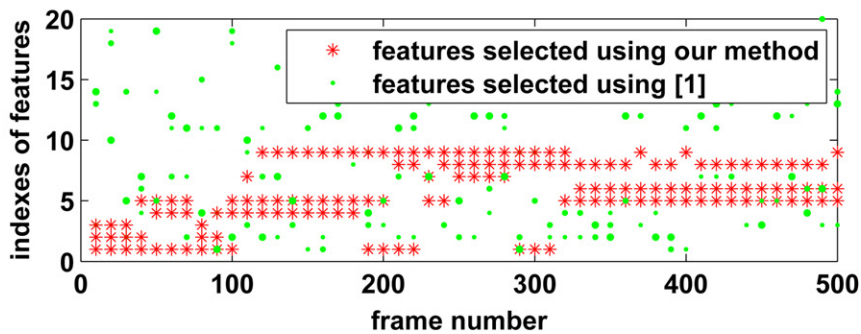 20
15
10
5
0
indexes of features
features selected using our method
features selected using [1]
0 100 200 300 400 500
frame number